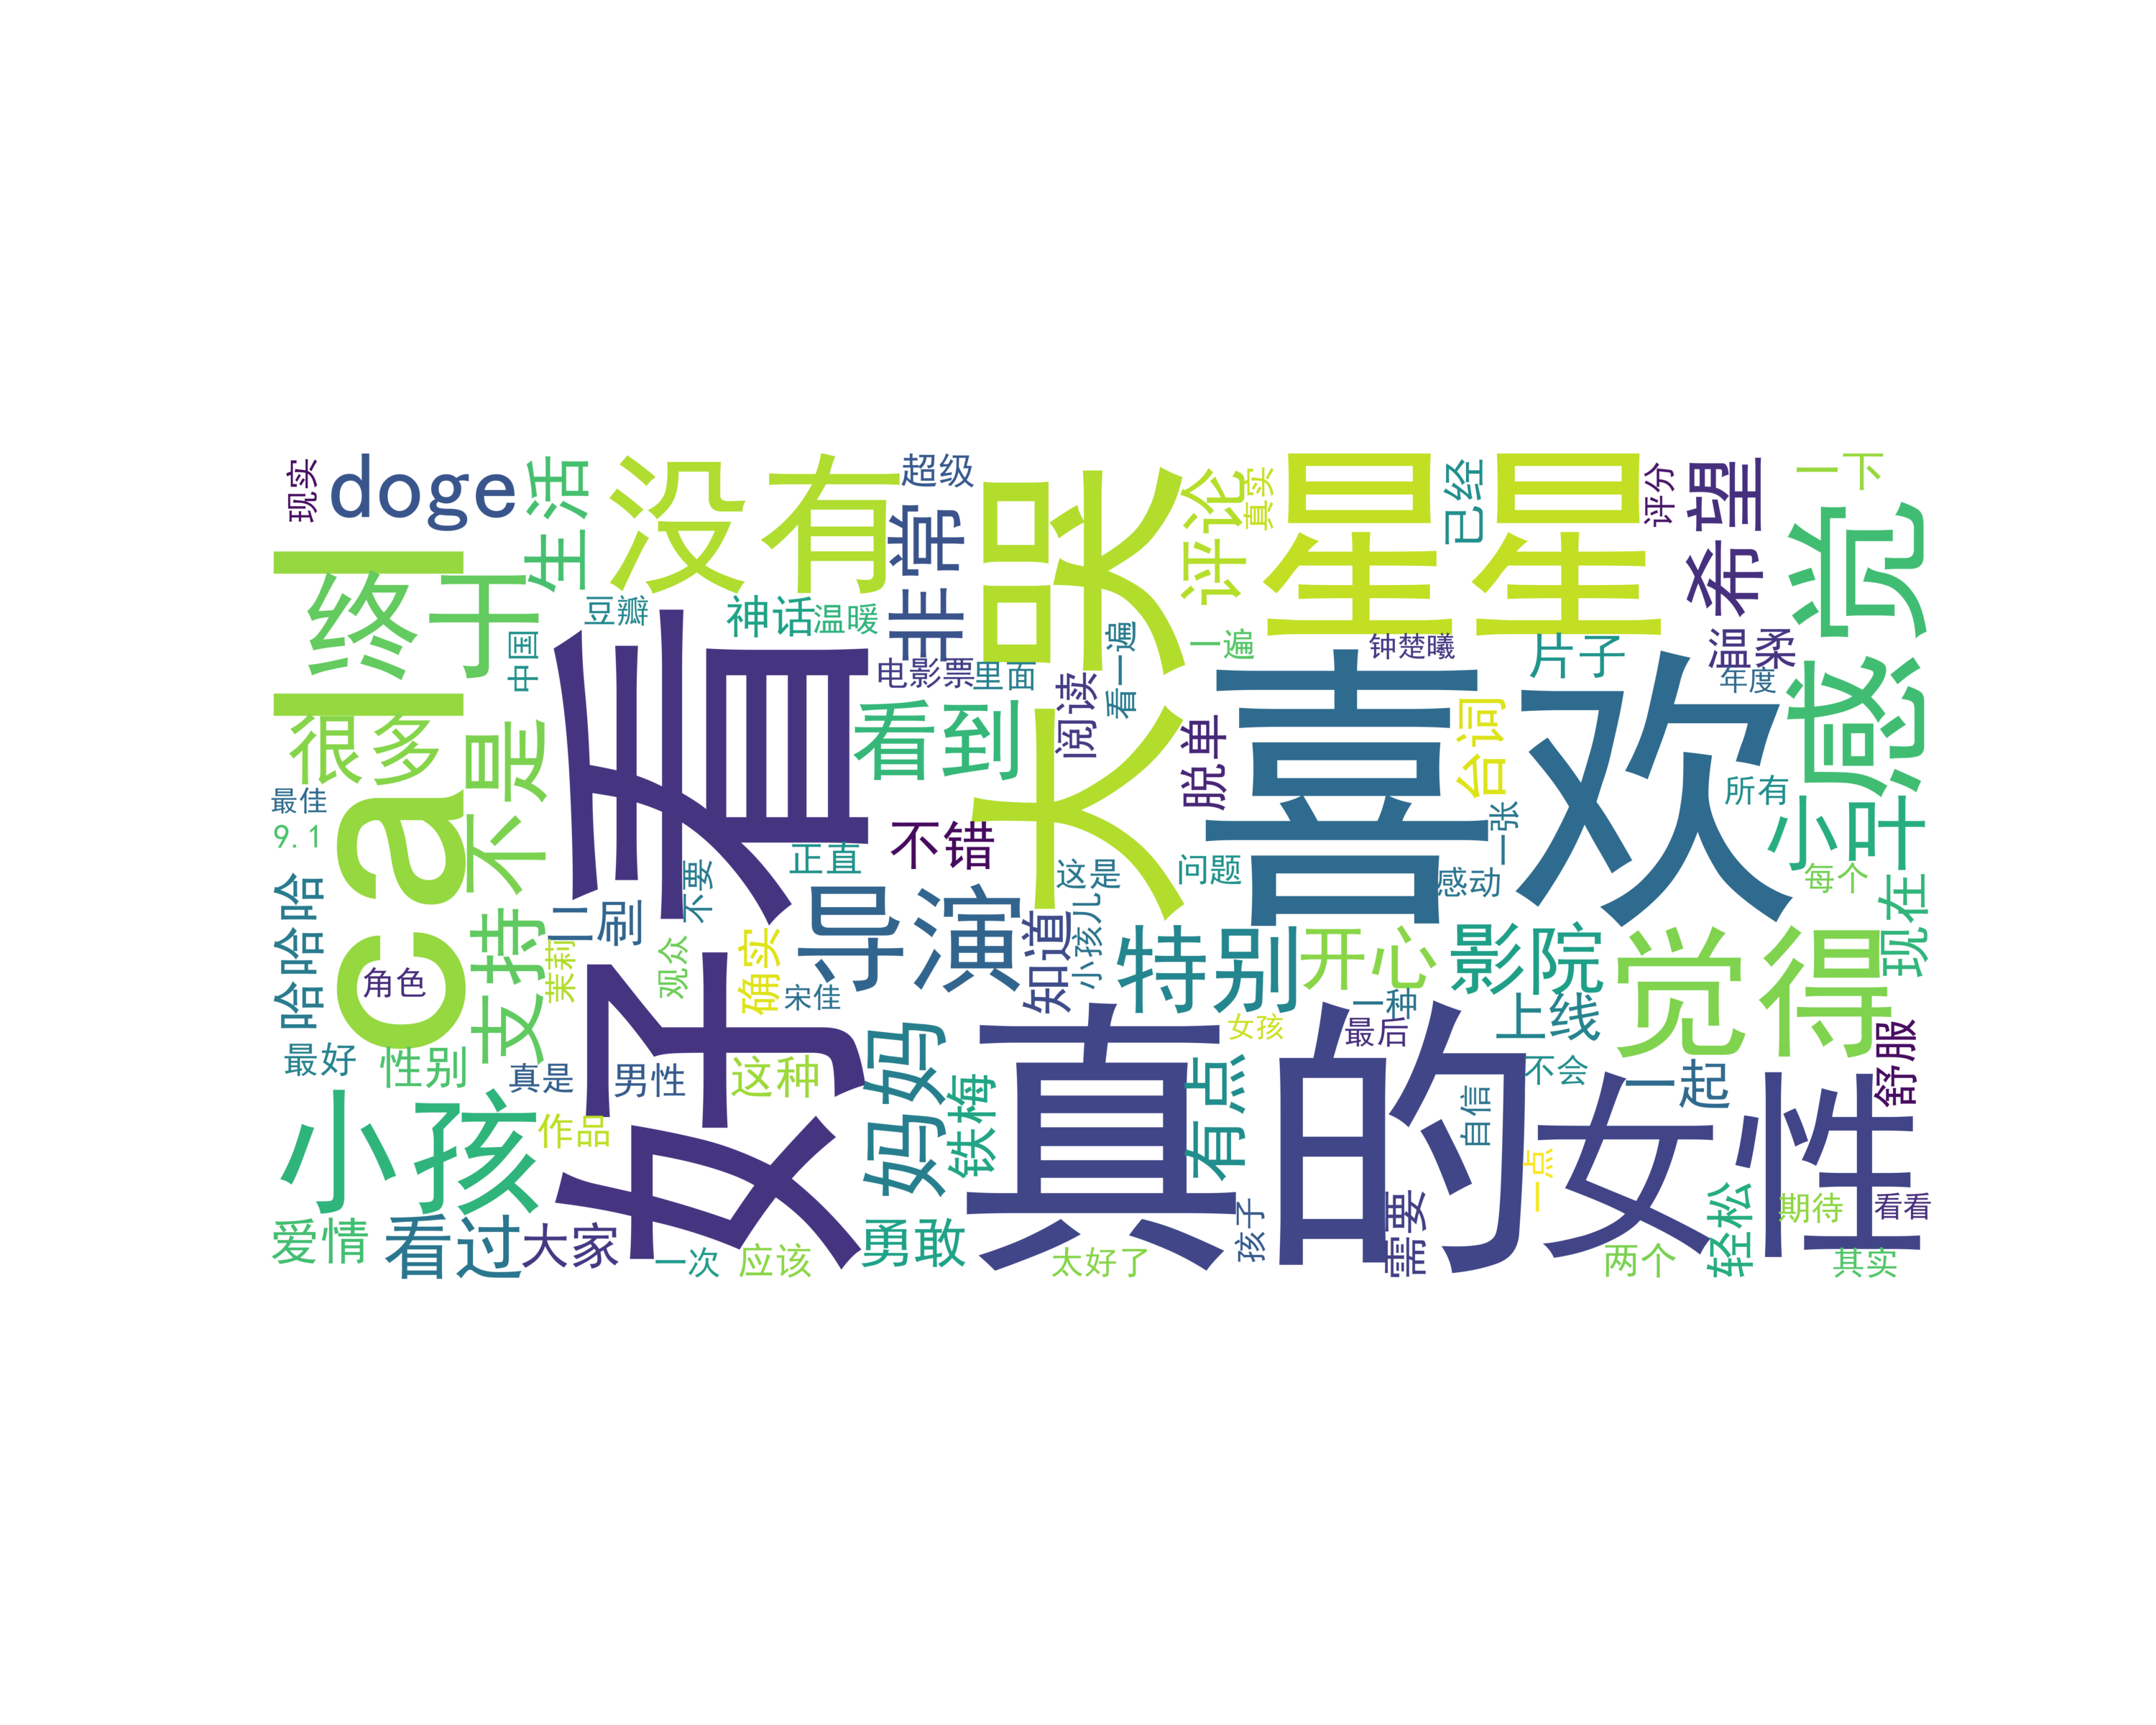 现实
doge
生活
没有
超级
非常
大哭
评论
真实
星星
已经
评分
希望
一下
感觉
终于
call
中国
豆瓣
神话
温暖
电影票
里面
看一遍
一遍
钟楚曦
片子
温柔
年度
很多
不是
好看
看到
阅读
脱单
喜欢
台词
一张
所有
小叶
最佳
9.1
不错
正直
这是
问题
感动
每个
现在
哈哈哈
支持
二刷
不要
导演
知道
小孩儿
特别
开心
影院
觉得
角色
茉莉
观众
确实
宋佳
一种
最后
上线
女孩
舒服
最好
性别
真是
男性
这种
妈妈
铁梅
真的
有点
自信
不会
一起
女性
小孩
作品
一点
爱情
看过
大家
一次
应该
勇敢
太好了
孩子
需要
两个
轻松
期待
看看
其实